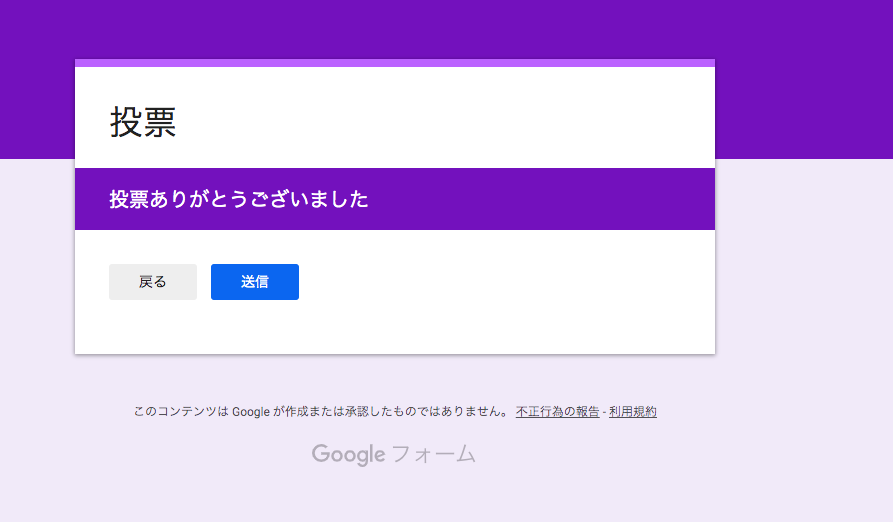 投票
投票ありがとうございました
戻る 送信
このコンテンツは Google が作成または承認したものではありません。 不正行為の報告 - 利用規約
Google フォーム